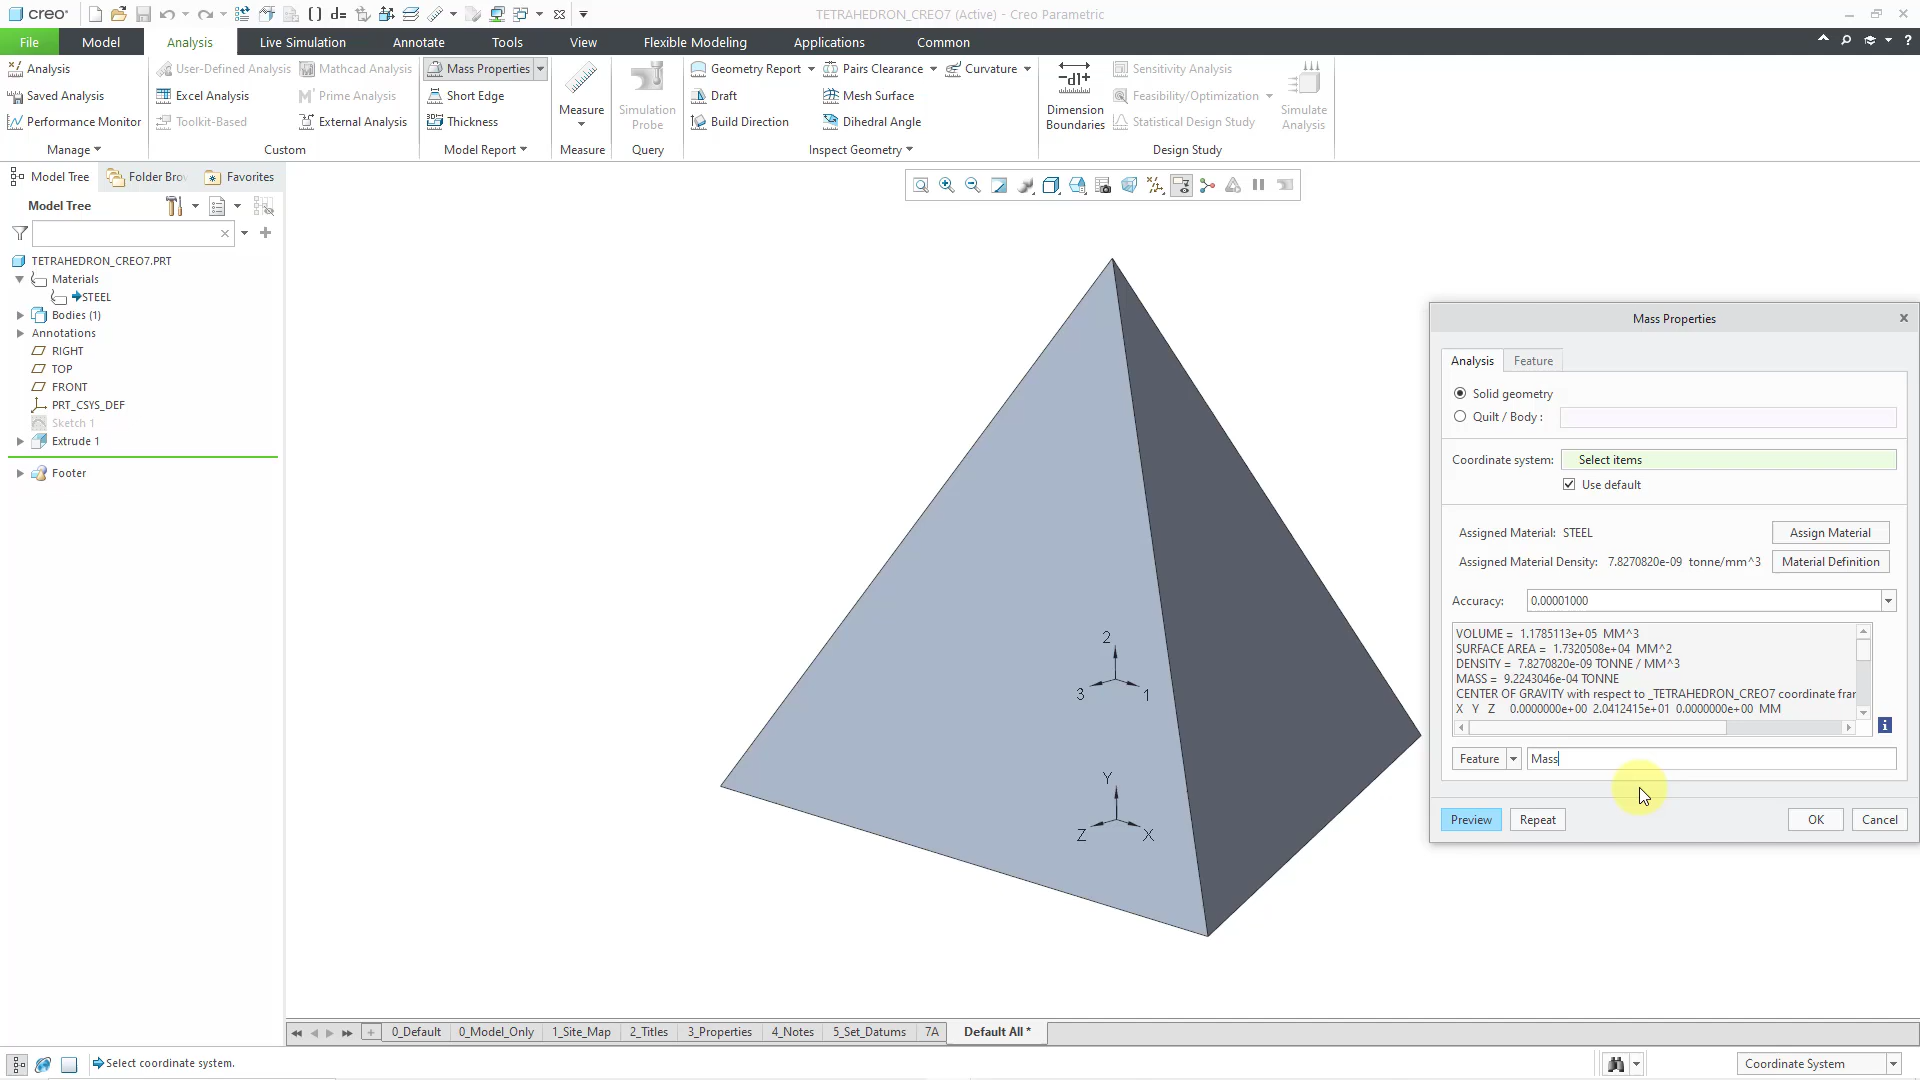 creo
d=
TETRAHEDRON_CREO7 (Active) - Creo Parametric
File
Model
Analysis
Live Simulation
Annotate
Tools
View
Flexible Modeling
Applications
Common
Analysis
Saved Analysis
Performance Monitor
Manage
User-Defined Analysis
Mathcad Analysis
Excel Analysis
Prime Analysis
Toolkit-Based
External Analysis
Custom
Mass Properties
Short Edge
Thickness
Model Report
Measure
Measure
Simulation
Probe
Query
Geometry Report
Pairs Clearance
Curvature
Draft
Mesh Surface
Build Direction
Dihedral Angle
Inspect Geometry
Dimension
Boundaries
Sensitivity Analysis
Feasibility/Optimization
Statistical Design Study
Simulate
Analysis
Design Study
Model Tree
Folder Brov
Favorites
Model Tree
TETRAHEDRON_CREO7.PRT
Materials
STEEL
Bodies (1)
Annotations
RIGHT
TOP
FRONT
PRT_CSYS_DEF
Sketch 1
Extrude 1
Footer
2
3
1
Y
Z
X
Mass Properties
Analysis
Feature
Solid geometry
Quilt / Body :
Coordinate system:
Select items
Use default
Assigned Material: STEEL
Assign Material
Assigned Material Density: 7.8270820e-09 tonne/mm^3
Material Definition
Accuracy:
0.00001000
VOLUME = 1.1785113e+05 MM^3
SURFACE AREA = 1.7320508e+04 MM^2
DENSITY = 7.8270820e-09 TONNE / MM^3
MASS = 9.2243046e-04 TONNE
CENTER OF GRAVITY with respect to _TETRAHEDRON_CREO7 coordinate frar
X Y Z 0.0000000e+00 2.0412415e+01 0.0000000e+00 MM
Feature
Mass
Preview
Repeat
OK
Cancel
0_Default
0_Model_Only
1_Site_Map
2_Titles
3_Properties
4_Notes
5_Set_Datums
7A
Default All *
Select coordinate system.
Coordinate System